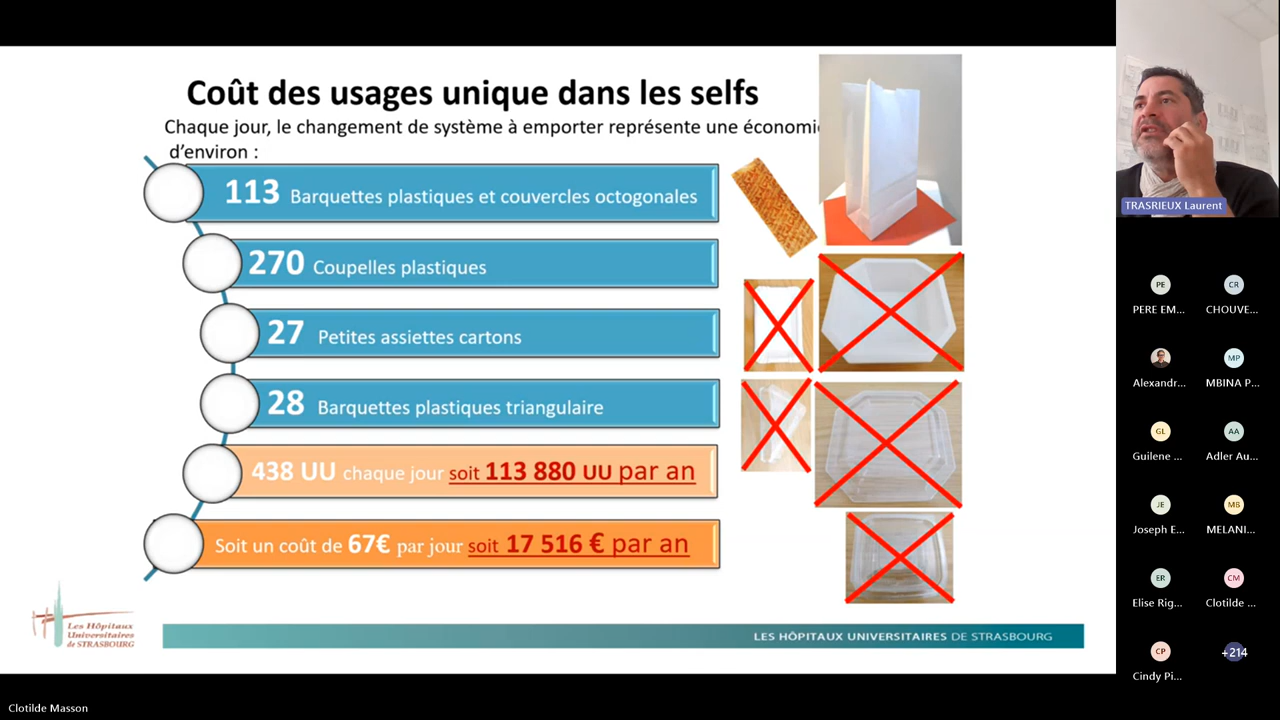 Coût des usages unique dans les selfs
Chaque jour, le changement de système à emporter représente une économi
d'environ :
113 Barquettes plastiques et couvercles octogonales
270 Coupelles plastiques
27 Petites assiettes cartons
28 Barquettes plastiques triangulaire
438 UU chaque jour soit 113 880 UU par an
Soit un coût de 67€ par jour soit 17 516 € par an
Les Hôpitaux
Universitaires
de STRASBOURG
LES HÔPITAUX UNIVERSITAIRES DE STRASBOURG
TRASRIEUX Laurent
PE
CR
PERE EM...
CHOUVE...
MP
Alexandr...
MBINA P...
GL
AA
Guilene ...
Adler Au...
JE
MB
Joseph E...
MELANI...
ER
CM
Elise Rig...
Clotilde ...
CP
+214
Cindy Pi...
Clotilde Masson